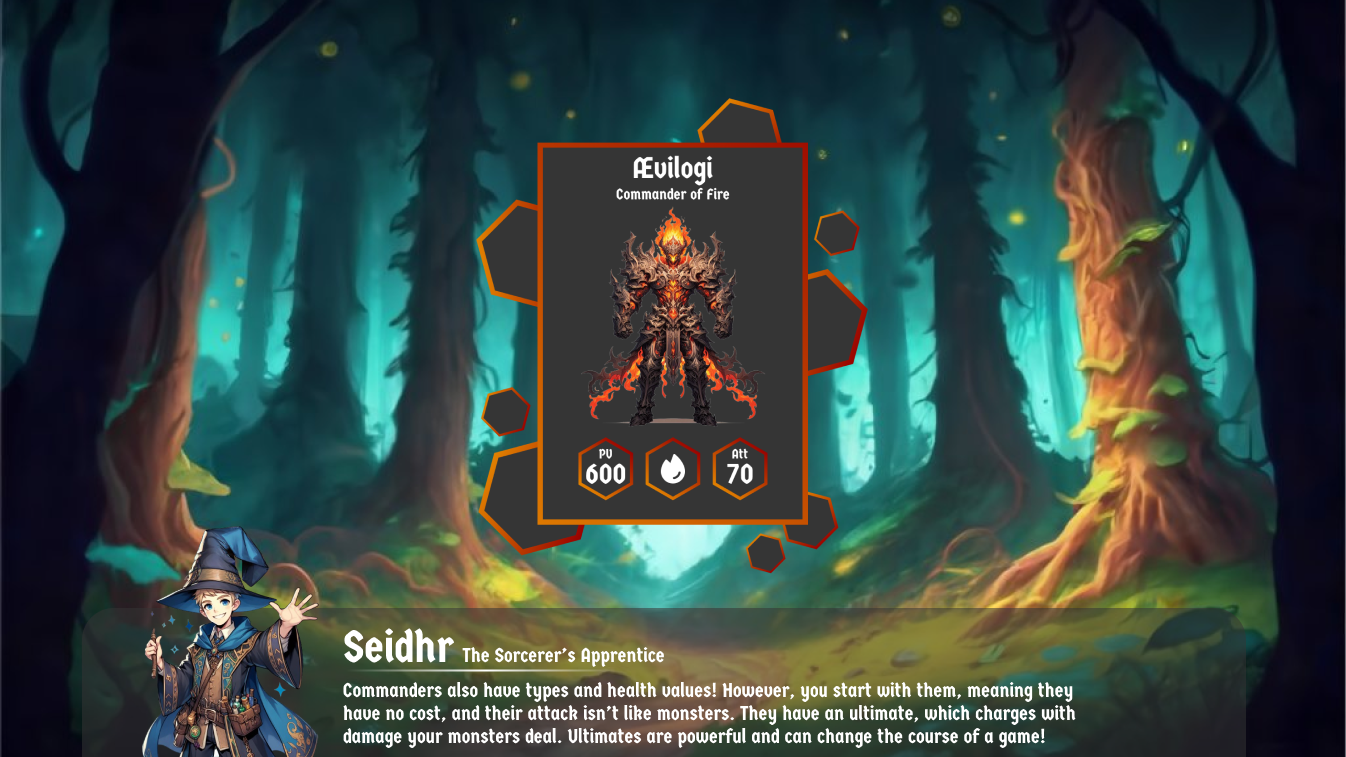 Ævilogi
Commander of Fire
PV
600
Att
70
Seidhr The Sorcerer's Apprentice
Commanders also have types and health values! However, you start with them, meaning they
have no cost, and their attack isn't like monsters. They have an ultimate, which charges with
damage your monsters deal. Ultimates are powerful and can change the course of a game!